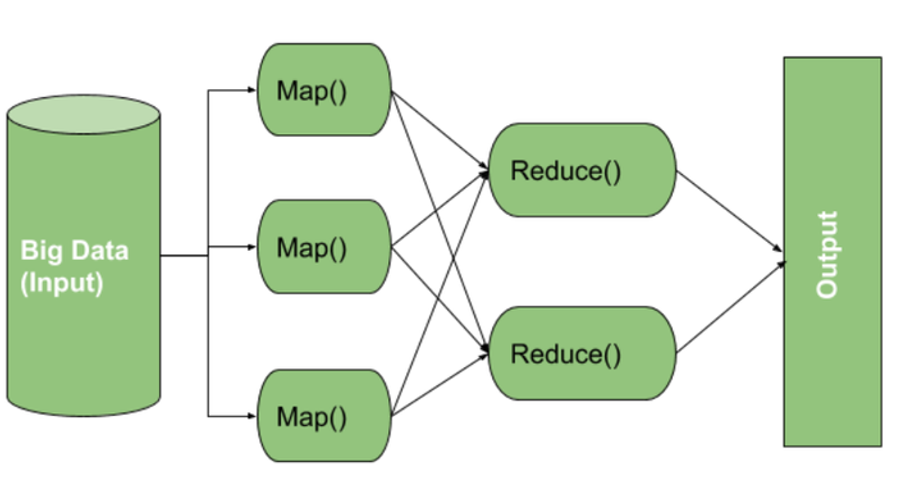 Big Data
(Input)
Map()
Map()
Map()
Reduce()
Reduce()
Output